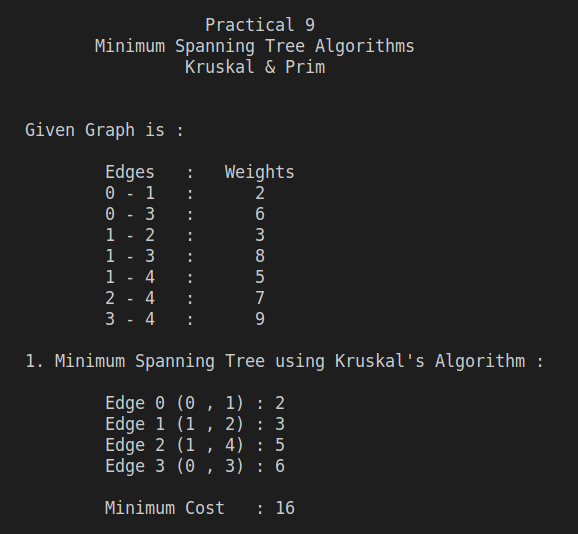 Practical 9
Minimum Spanning Tree Algorithms
Kruskal & Prim
Given Graph is :
Edges : Weights
0 - 1 : 2
0 - 3 : 6
1 - 2 : 3
1 - 3 : 8
1 - 4 : 5
2 - 4 : 7
3 - 4 : 9
1. Minimum Spanning Tree using Kruskal's Algorithm :
Edge 0 (0 , 1) : 2
Edge 1 (1 , 2) : 3
Edge 2 (1 , 4) : 5
Edge 3 (0 , 3) : 6
Minimum Cost : 16